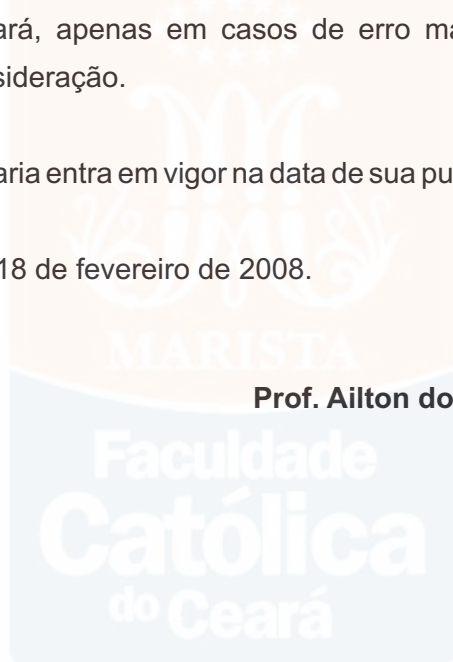 ará, apenas em casos de erro ma
sideração.
aria entra em vigor na data de sua pu
18 de fevereiro de 2008.
MARISTA
Prof. Ailton do
Faculdade
Católica
do Ceará